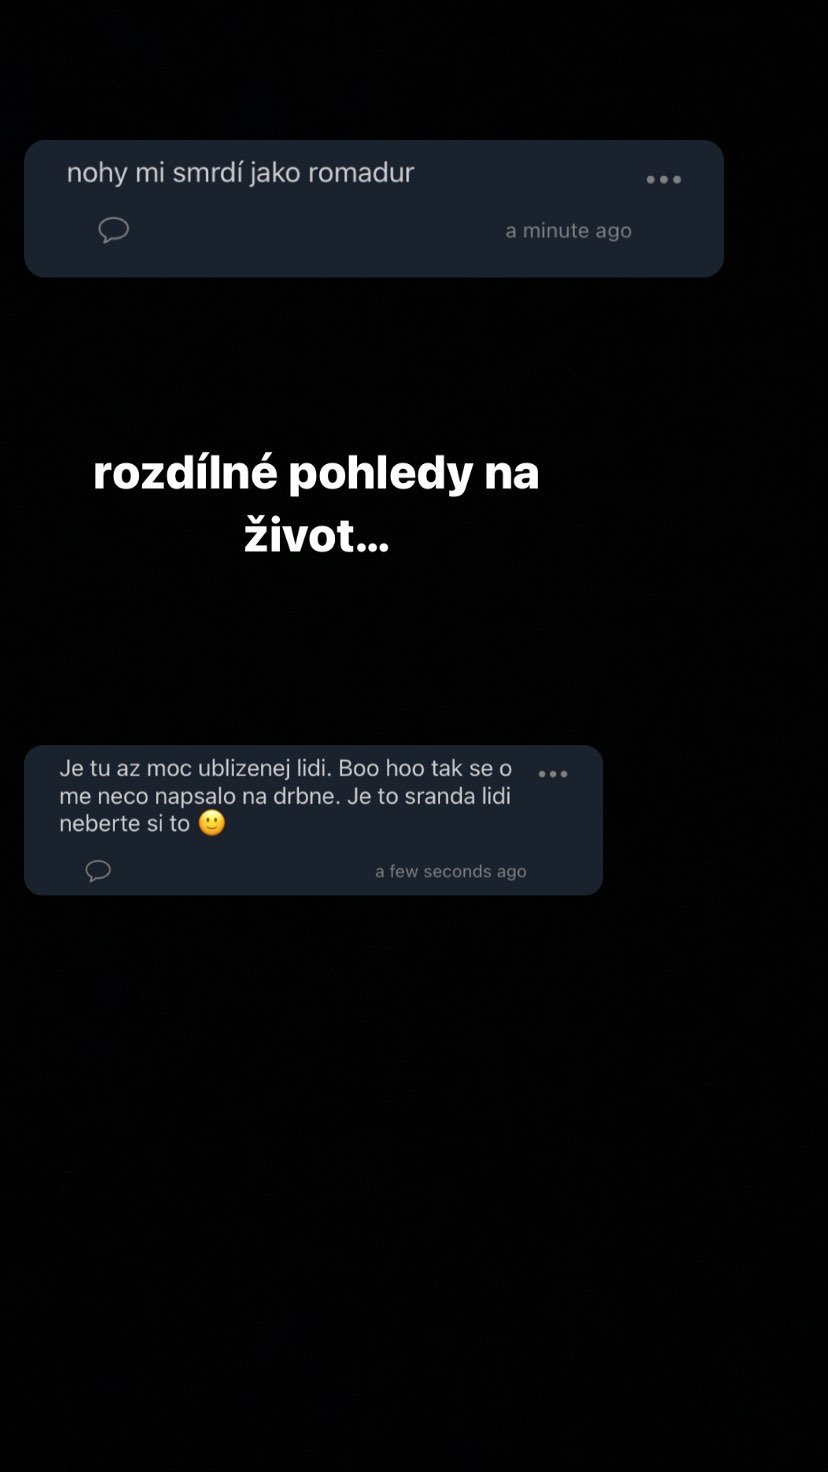 nohy mi smrdí jako romadur
a minute ago
rozdílné pohledy na
život...
Je tu az moc ublizenej lidi. Boo hoo tak se o
me neco napsalo na drbne. Je to sranda lidi
neberte si to 🙂
a few seconds ago